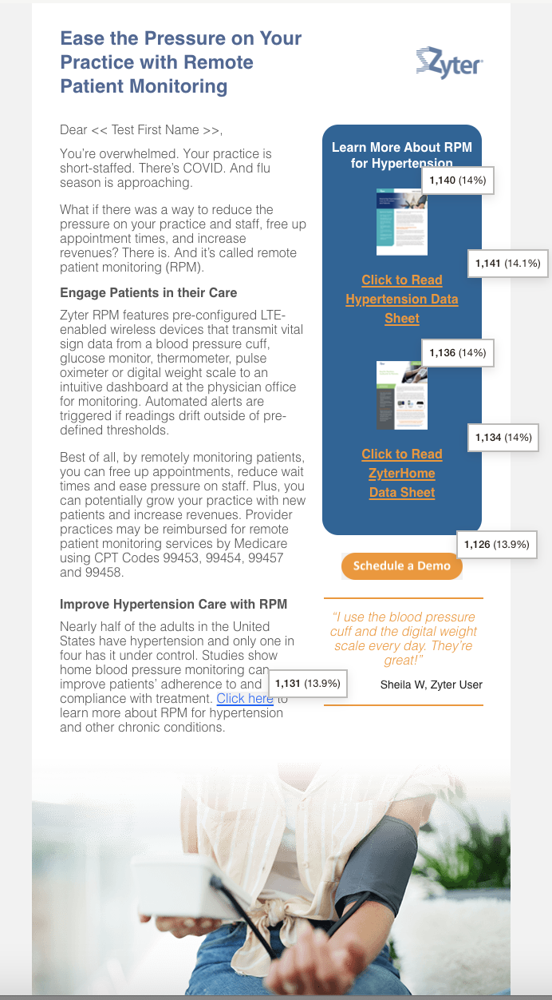 Ease the Pressure on Your
Practice with Remote
Patient Monitoring
Zyter
Dear << Test First Name >>,
You’re overwhelmed. Your practice is
short-staffed. There’s COVID. And flu
season is approaching.
What if there was a way to reduce the
pressure on your practice and staff, free up
appointment times, and increase
revenues? There is. And it’s called remote
patient monitoring (RPM).
Engage Patients in their Care
Zyter RPM features pre-configured LTE-
enabled wireless devices that transmit vital
sign data from a blood pressure cuff,
glucose monitor, thermometer, pulse
oximeter or digital weight scale to an
intuitive dashboard at the physician office
for monitoring. Automated alerts are
triggered if readings drift outside of pre-
defined thresholds.
Best of all, by remotely monitoring patients,
you can free up appointments, reduce wait
times and ease pressure on staff. Plus, you
can potentially grow your practice with new
patients and increase revenues. Provider
practices may be reimbursed for remote
patient monitoring services by Medicare
using CPT Codes 99453, 99454, 99457
and 99458.
Improve Hypertension Care with RPM
Nearly half of the adults in the United
States have hypertension and only one in
four has it under control. Studies show
home blood pressure monitoring can
improve patients’ adherence to and
compliance with treatment. Click here to
learn more about RPM for hypertension
and other chronic conditions.
1,131 (13.9%)
Learn More About RPM
for Hypertension
1,140 (14%)
1,141 (14.1%)
Click to Read
Hypertension Data
Sheet
1,136 (14%)
1,134 (14%)
Click to Read
ZyterHome
Data Sheet
1,126 (13.9%)
Schedule a Demo
“I use the blood pressure
cuff and the digital weight
scale every day. They’re
great!”
Sheila W, Zyter User